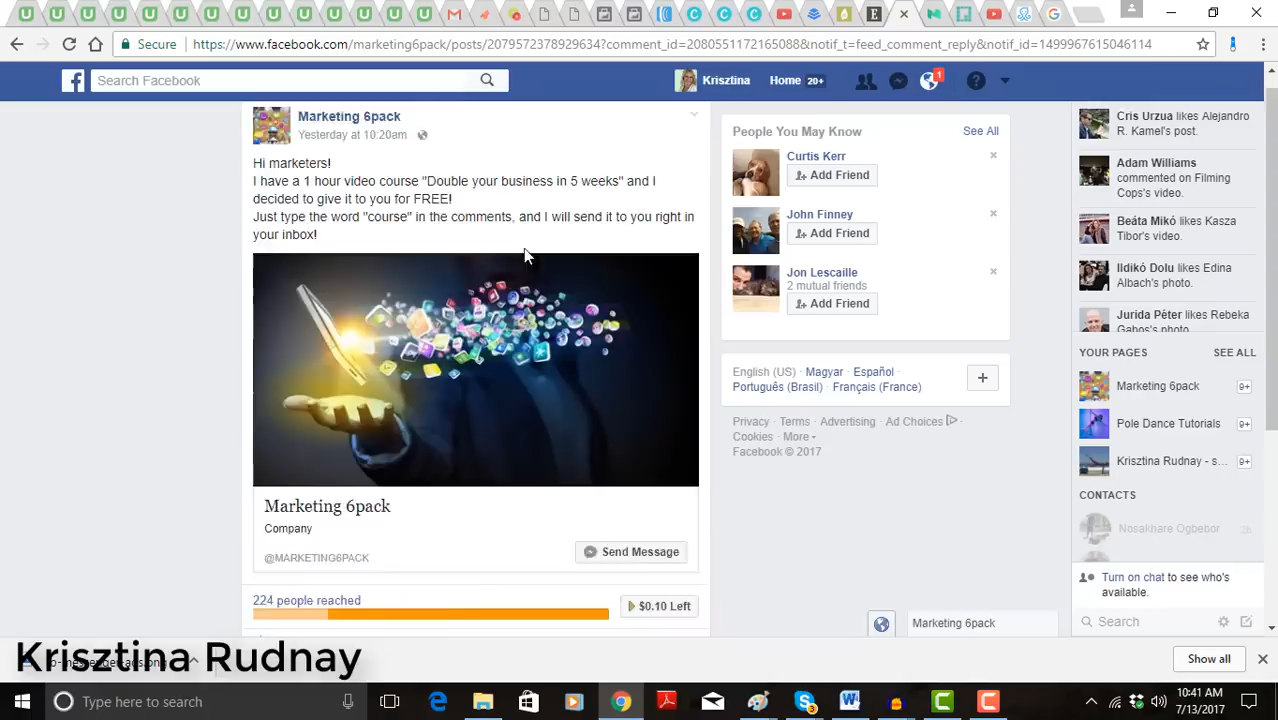 Secure
https://www.facebook.com/marketing6pack/posts/2079572378929634?comment_id=2080551172165088&notif_t=feed_comment_reply&notif_id=1499967615046114
Search Facebook
Krisztina
Home 20+
1
Marketing 6pack
Yesterday at 10:20am
Hi marketers!
I have a 1 hour video course "Double your business in 5 weeks" and I
decided to give it to you for FREE!
Just type the word "course" in the comments, and I will send it to you right in
your inbox!
Marketing 6pack
Company
@MARKETING6PACK
Send Message
224 people reached
$0.10 Left
People You May Know
See All
Curtis Kerr
Add Friend
John Finney
Add Friend
Jon Lescaille
2 mutual friends
Add Friend
English (US) · Magyar · Español ·
Português (Brasil) · Français (France)
Privacy · Terms · Advertising · Ad Choices ·
Cookies · More
Facebook © 2017
Cris Urzua likes Alejandro
R. Kamel's post.
Adam Williams
commented on Filming
Cops's video.
Beáta Mikó likes Kasza
Tibor's video.
Ildikó Dolu likes Edina
Albach's photo.
Jurida Péter likes Rebeka
YOUR PAGES
SEE ALL
Marketing 6pack
9+
Pole Dance Tutorials
9+
Krisztina Rudnay - s...
9+
CONTACTS
Nosakhare Ogbebor
Turn on chat to see who's
available.
Search
Marketing 6pack
Krisztina Rudnay
Show all
Type here to search
10:41 AM
7/13/2017